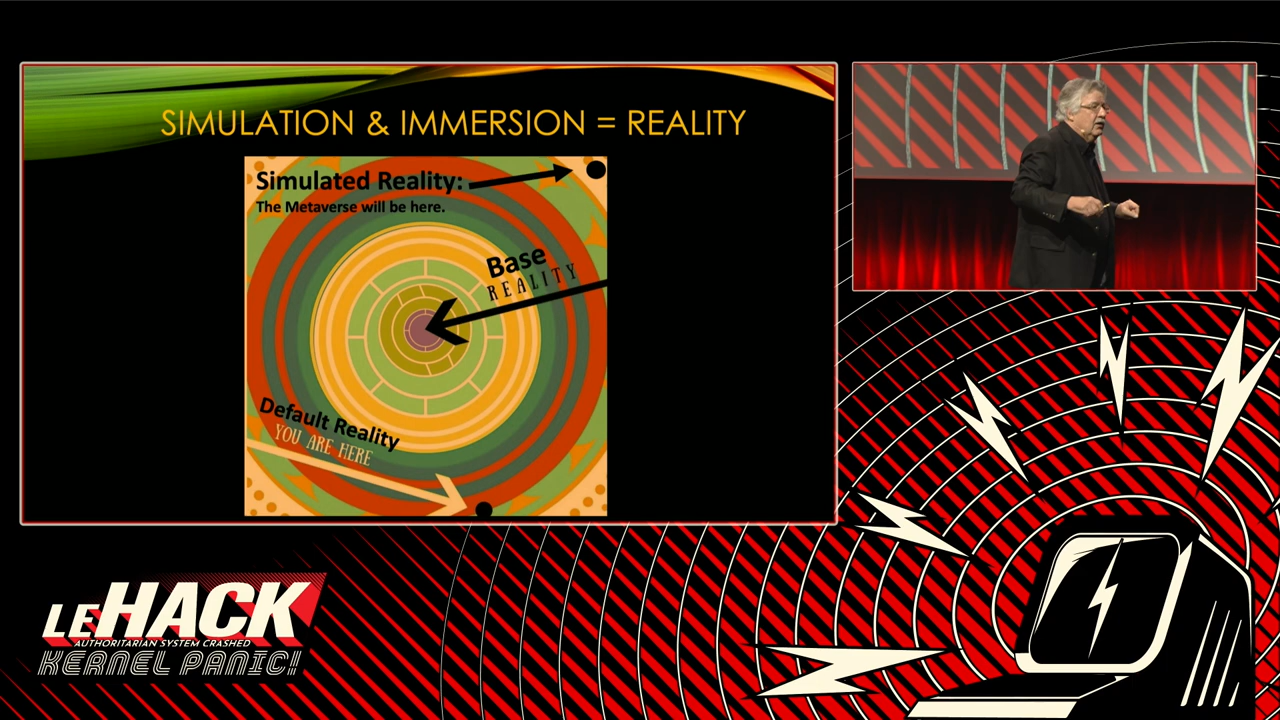 SIMULATION & IMMERSION = REALITY
Simulated Reality:
The Metaverse will be here.
Base
REALITY
Default Reality
YOU ARE HERE
LEHACK
AUTHORITARIAN SYSTEM CRASHED
KERNEL PANIC!